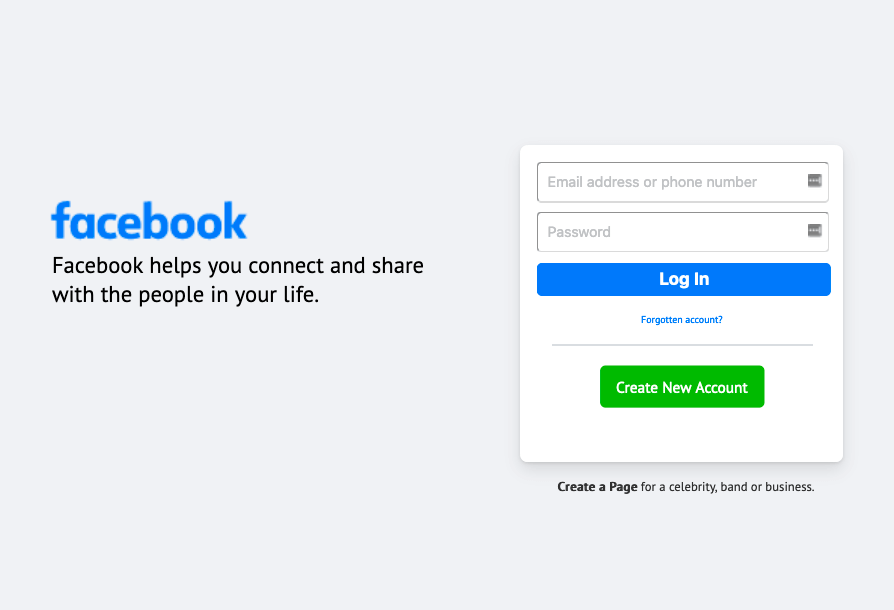 facebook
Facebook helps you connect and share
with the people in your life.
Email address or phone number
Password
Log In
Forgotten account?
Create New Account
Create a Page for a celebrity, band or business.